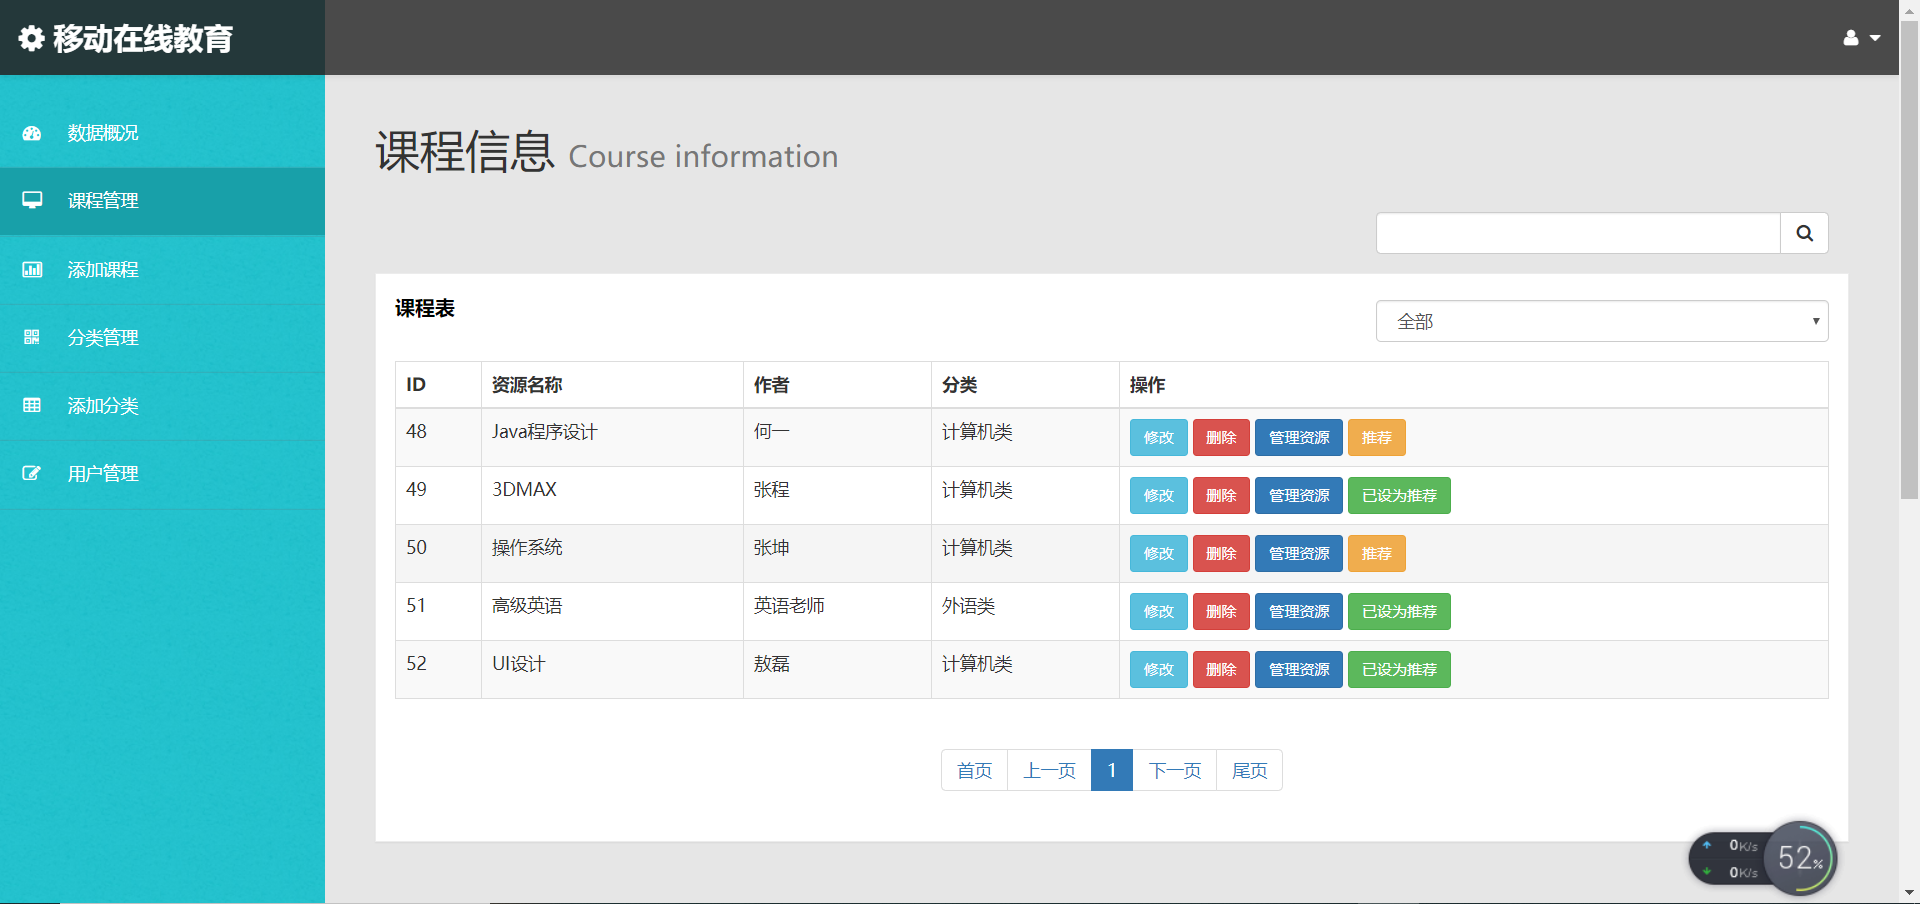 移动在线教育
数据概况
课程管理
添加课程
分类管理
添加分类
用户管理
课程信息 Course information
课程表
全部
ID 资源名称 作者 分类 操作
48 Java程序设计 何一 计算机类 修改 删除 管理资源 推荐
49 3DMAX 张程 计算机类 修改 删除 管理资源 已设为推荐
50 操作系统 张坤 计算机类 修改 删除 管理资源 推荐
51 高级英语 英语老师 外语类 修改 删除 管理资源 已设为推荐
52 UI设计 敖磊 计算机类 修改 删除 管理资源 已设为推荐
首页 上一页 1 下一页 尾页
0K/s
0K/s
52%